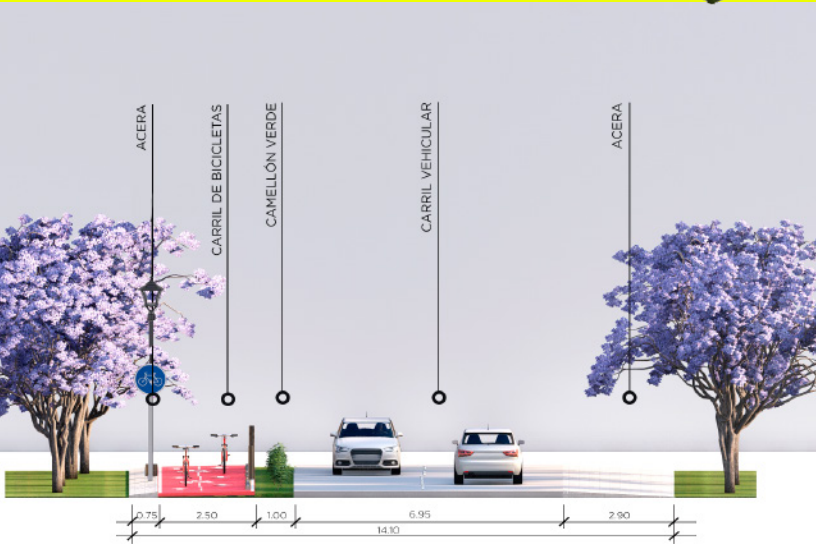 ACERA
CARRIL DE BICICLETAS
CAMELLÓN VERDE
CARRIL VEHICULAR
ACERA
0.75 2.50 1.00 6.95 2.90
14.10